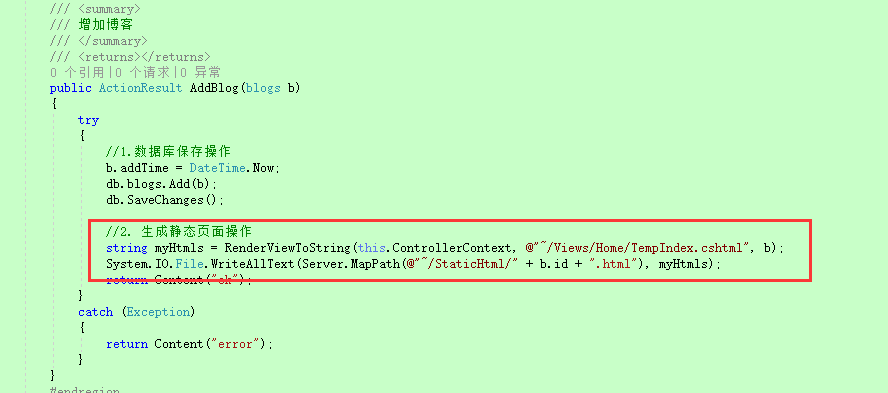 /// <summary>
/// 增加博客
/// </summary>
/// <returns></returns>
0 个引用|0 个请求|0 异常
public ActionResult AddBlog(blogs b)
{
try
{
//1.数据库保存操作
b.addTime = DateTime.Now;
db.blogs.Add(b);
db.SaveChanges();
//2. 生成静态页面操作
string myHtmls = RenderViewToString(this.ControllerContext, @"~/Views/Home/TempIndex.cshtml", b);
System.IO.File.WriteAllText(Server.MapPath(@"~/StaticHtml/" + b.id + ".html"), myHtmls);
return Content("ok");
}
catch (Exception)
{
return Content("error");
}
}
#endregion